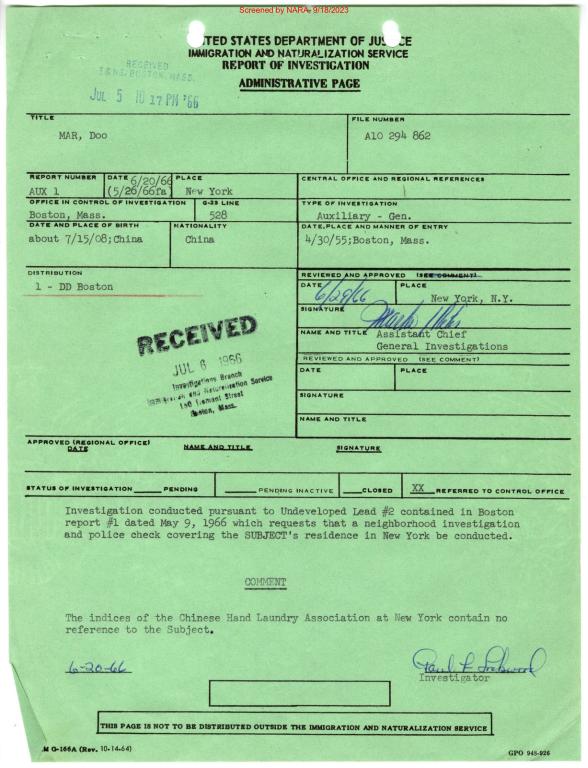 Screened by NARA, 9/18/2023
UNITED STATES DEPARTMENT OF JUSTICE
IMMIGRATION AND NATURALIZATION SERVICE
REPORT OF INVESTIGATION
ADMINISTRATIVE PAGE
RECEIVED
I&NS, BOSTON, MASS.
JUL 5 10 17 PM '66
TITLE
MAR, Doo
FILE NUMBER
A10 294 862
REPORT NUMBER
AUX 1
DATE 6/20/66
(5/26/66fa)
PLACE
New York
CENTRAL OFFICE AND REGIONAL REFERENCES
OFFICE IN CONTROL OF INVESTIGATION
Boston, Mass.
G-23 LINE
528
TYPE OF INVESTIGATION
Auxiliary - Gen.
DATE AND PLACE OF BIRTH
about 7/15/08;China
NATIONALITY
China
DATE, PLACE AND MANNER OF ENTRY
4/30/55;Boston, Mass.
DISTRIBUTION
1 - DD Boston
REVIEWED AND APPROVED (SEE COMMENT)
DATE
6/29/66
PLACE
New York, N.Y.
SIGNATURE
NAME AND TITLE Assistant Chief
General Investigations
REVIEWED AND APPROVED (SEE COMMENT)
DATE
PLACE
SIGNATURE
NAME AND TITLE
RECEIVED
JUL 6 1966
Investigations Branch
Immigration and Naturalization Service
150 Tremont Street
Boston, Mass.
APPROVED (REGIONAL OFFICE)
DATE NAME AND TITLE SIGNATURE
STATUS OF INVESTIGATION ____ PENDING ____ PENDING INACTIVE ____ CLOSED XX REFERRED TO CONTROL OFFICE
Investigation conducted pursuant to Undeveloped Lead #2 contained in Boston
report #1 dated May 9, 1966 which requests that a neighborhood investigation
and police check covering the SUBJECT's residence in New York be conducted.
COMMENT
The indices of the Chinese Hand Laundry Association at New York contain no
reference to the Subject.
6-20-66
Paul F Lockwood
Investigator
THIS PAGE IS NOT TO BE DISTRIBUTED OUTSIDE THE IMMIGRATION AND NATURALIZATION SERVICE
M G-166A (Rev. 10-14-64)
GPO 948-926